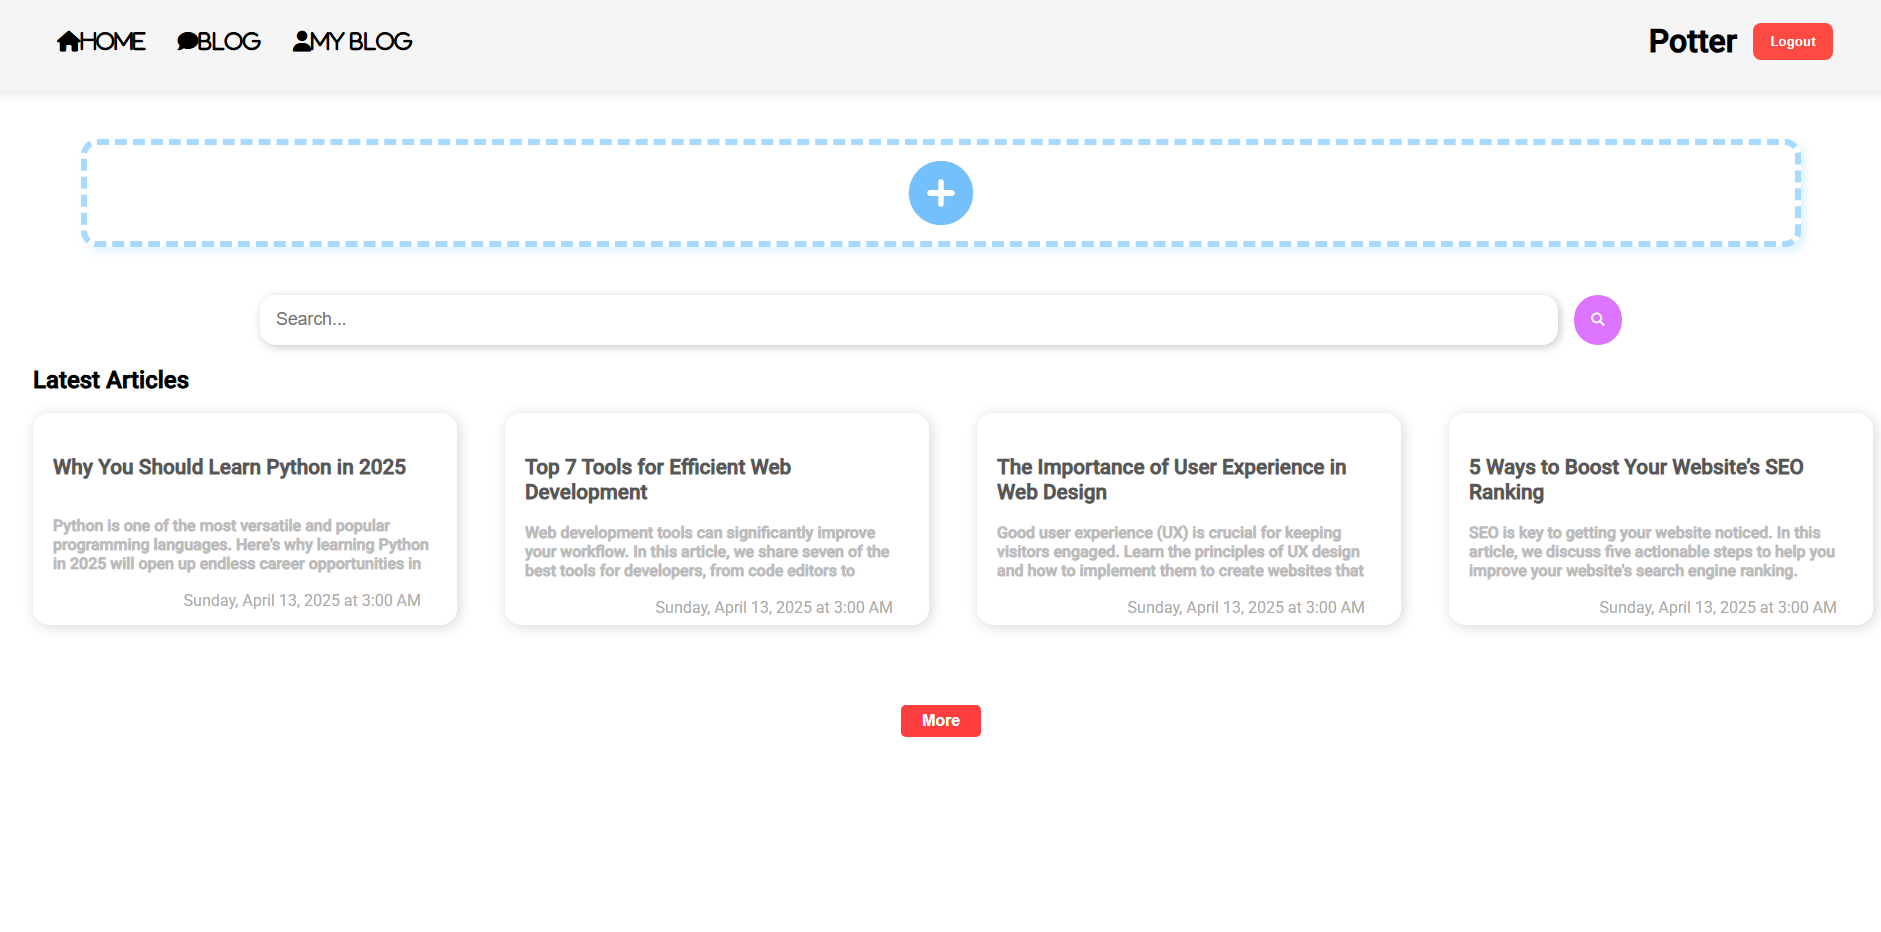 HOME BLOG MY BLOG Potter Logout
Search...
Latest Articles
Why You Should Learn Python in 2025
Python is one of the most versatile and popular
programming languages. Here's why learning Python
in 2025 will open up endless career opportunities in
Sunday, April 13, 2025 at 3:00 AM
Top 7 Tools for Efficient Web
Development
Web development tools can significantly improve
your workflow. In this article, we share seven of the
best tools for developers, from code editors to
Sunday, April 13, 2025 at 3:00 AM
The Importance of User Experience in
Web Design
Good user experience (UX) is crucial for keeping
visitors engaged. Learn the principles of UX design
and how to implement them to create websites that
Sunday, April 13, 2025 at 3:00 AM
5 Ways to Boost Your Website’s SEO
Ranking
SEO is key to getting your website noticed. In this
article, we discuss five actionable steps to help you
improve your website's search engine ranking.
Sunday, April 13, 2025 at 3:00 AM
More